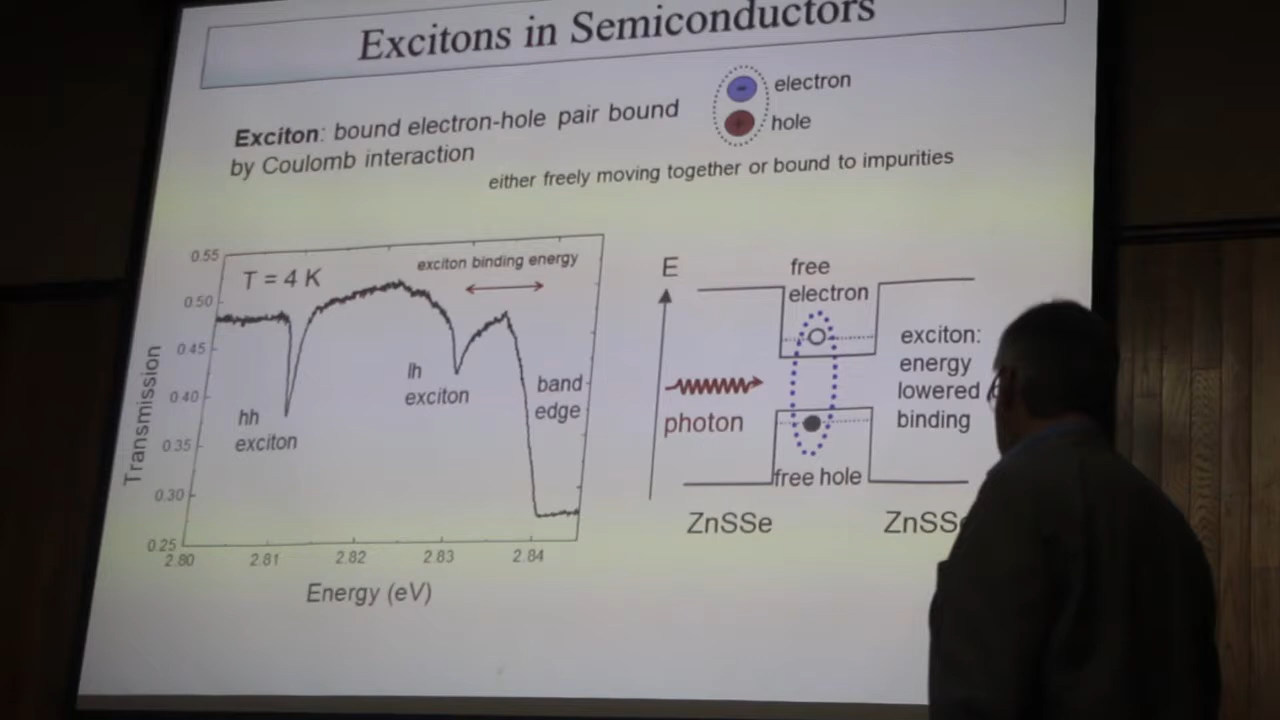 Excitons in Semiconductors
electron
hole
Exciton: bound electron-hole pair bound
by Coulomb interaction
either freely moving together or bound to impurities
0.55
0.50
0.45
0.40
0.35
0.30
0.25
Transmission
T = 4 K
exciton binding energy
hh
exciton
lh
exciton
band
edge
2.80
2.81
2.82
2.83
2.84
Energy (eV)
E
free
electron
photon
free hole
exciton:
energy
lowered
binding
ZnSSe